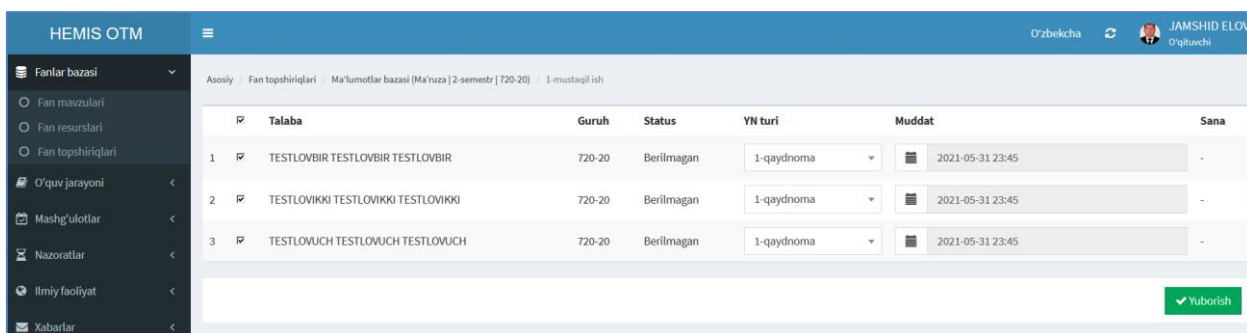 HEMIS OTM
O'zbekcha
JAMSHID ELOV
O'qituvchi
Fanlar bazasi
Fan mavzulari
Fan resurslari
Fan topshiriqlari
O'quv jarayoni
Mashg'ulotlar
Nazoratlar
Ilmiy faoliyat
Xabarlar
Asosiy / Fan topshiriqlari / Ma'lumotlar bazasi (Ma'ruza | 2-semestr | 720-20) / 1-mustaqil ish
Talaba Guruh Status YN turi Muddat Sana
1 TESTLOVBIR TESTLOVBIR TESTLOVBIR 720-20 Berilmagan 1-qaydnoma 2021-05-31 23:45 -
2 TESTLOVIKKI TESTLOVIKKI TESTLOVIKKI 720-20 Berilmagan 1-qaydnoma 2021-05-31 23:45 -
3 TESTLOVUCH TESTLOVUCH TESTLOVUCH 720-20 Berilmagan 1-qaydnoma 2021-05-31 23:45 -
Yuborish